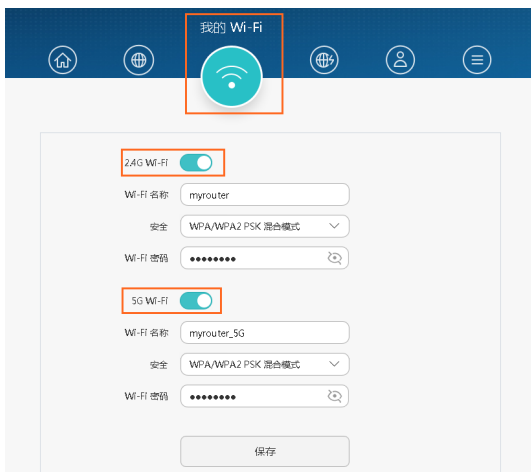 我的 Wi-Fi
2.4G Wi-Fi
Wi-Fi 名称 myrouter
安全 WPA/WPA2 PSK 混合模式
Wi-Fi 密码 ●●●●●●●●
5G Wi-Fi
Wi-Fi 名称 myrouter_5G
安全 WPA/WPA2 PSK 混合模式
Wi-Fi 密码 ●●●●●●●●
保存